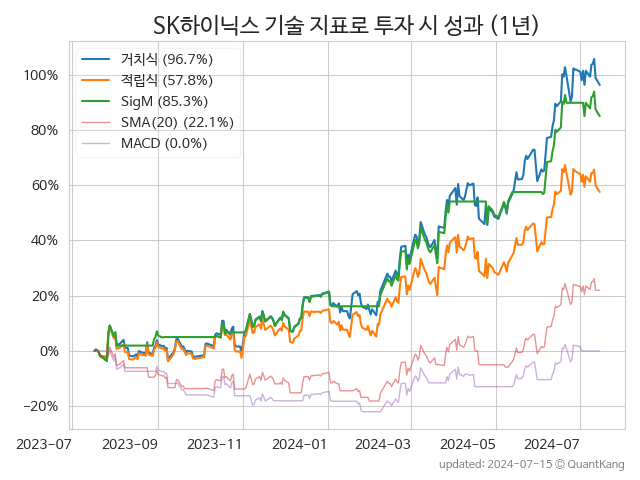 SK하이닉스 기술 지표로 투자 시 성과 (1년)
거치식 (96.7%)
적립식 (57.8%)
SigM (85.3%)
SMA(20) (22.1%)
MACD (0.0%)
100%
80%
60%
40%
20%
0%
−20%
2023-07 2023-09 2023-11 2024-01 2024-03 2024-05 2024-07
updated: 2024-07-15 © QuantKang